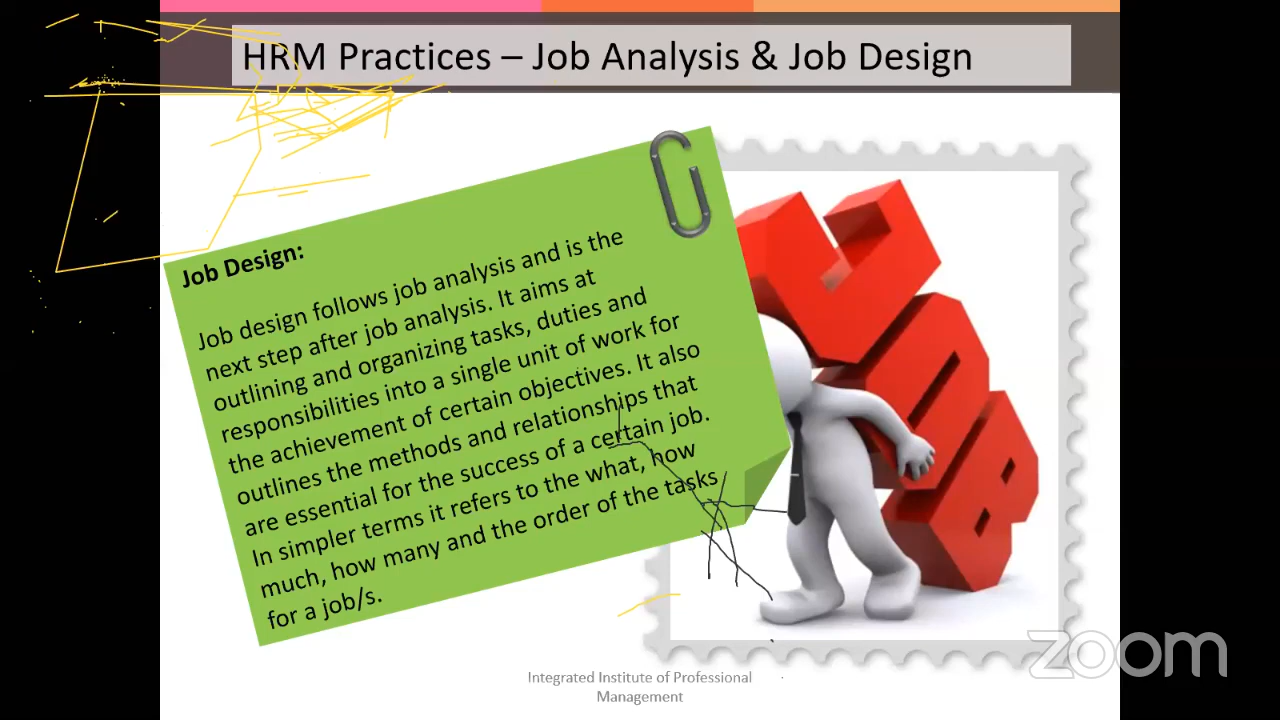 HRM Practices – Job Analysis & Job Design
Job Design:
Job design follows job analysis and is the
next step after job analysis. It aims at
outlining and organizing tasks, duties and
responsibilities into a single unit of work for
the achievement of certain objectives. It also
outlines the methods and relationships that
are essential for the success of a certain job.
In simpler terms it refers to the what, how
much, how many and the order of the tasks
for a job/s.
JOB
Integrated Institute of Professional
Management
zoom